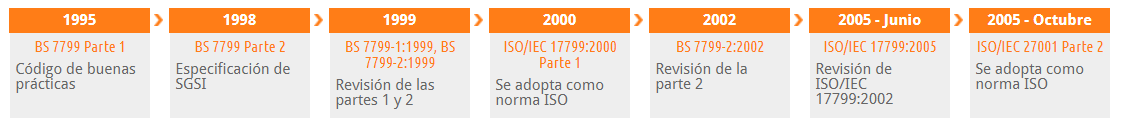 1995
BS 7799 Parte 1
Código de buenas
prácticas
1998
BS 7799 Parte 2
Especificación de
SGSI
1999
BS 7799-1:1999, BS
7799-2:1999
Revisión de las
partes 1 y 2
2000
ISO/IEC 17799:2000
Parte 1
Se adopta como
norma ISO
2002
BS 7799-2:2002
Revisión de la
parte 2
2005 - Junio
ISO/IEC 17799:2005
Revisión de
ISO/IEC
17799:2002
2005 - Octubre
ISO/IEC 27001 Parte 2
Se adopta como
norma ISO